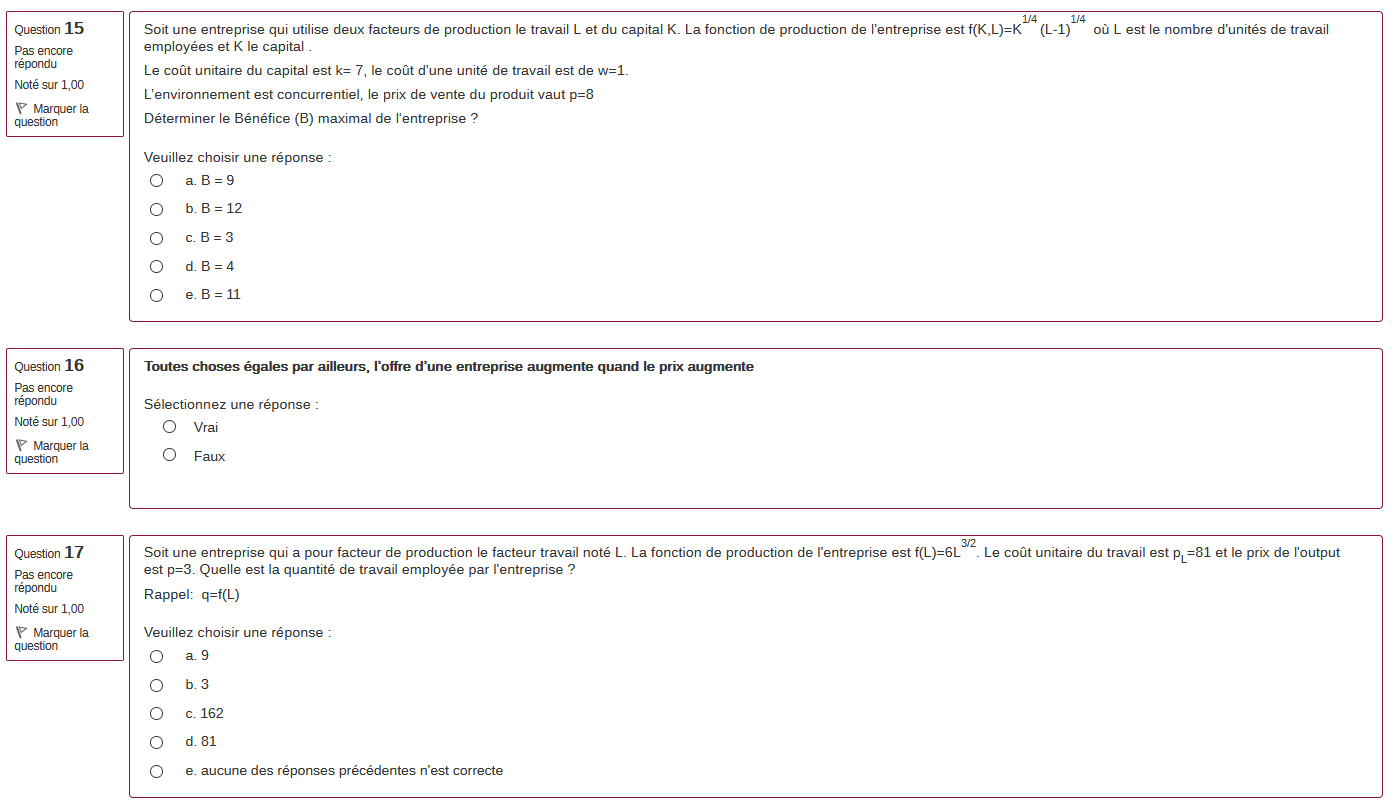 Question 15
Pas encore
répondu
Noté sur 1,00
Marquer la
question
Soit une entreprise qui utilise deux facteurs de production le travail L et du capital K. La fonction de production de l'entreprise est f(K,L)=K^1/4 (L-1)^1/4 où L est le nombre d'unités de travail
employées et K le capital .
Le coût unitaire du capital est k= 7, le coût d'une unité de travail est de w=1.
L'environnement est concurrentiel, le prix de vente du produit vaut p=8
Déterminer le Bénéfice (B) maximal de l'entreprise ?
Veuillez choisir une réponse :
a. B = 9
b. B = 12
c. B = 3
d. B = 4
e. B = 11
Question 16
Pas encore
répondu
Noté sur 1,00
Marquer la
question
Toutes choses égales par ailleurs, l'offre d'une entreprise augmente quand le prix augmente
Sélectionnez une réponse :
Vrai
Faux
Question 17
Pas encore
répondu
Noté sur 1,00
Marquer la
question
Soit une entreprise qui a pour facteur de production le facteur travail noté L. La fonction de production de l'entreprise est f(L)=6L^3/2. Le coût unitaire du travail est p_L=81 et le prix de l'output
est p=3. Quelle est la quantité de travail employée par l'entreprise ?
Rappel: q=f(L)
Veuillez choisir une réponse :
a. 9
b. 3
c. 162
d. 81
e. aucune des réponses précédentes n'est correcte